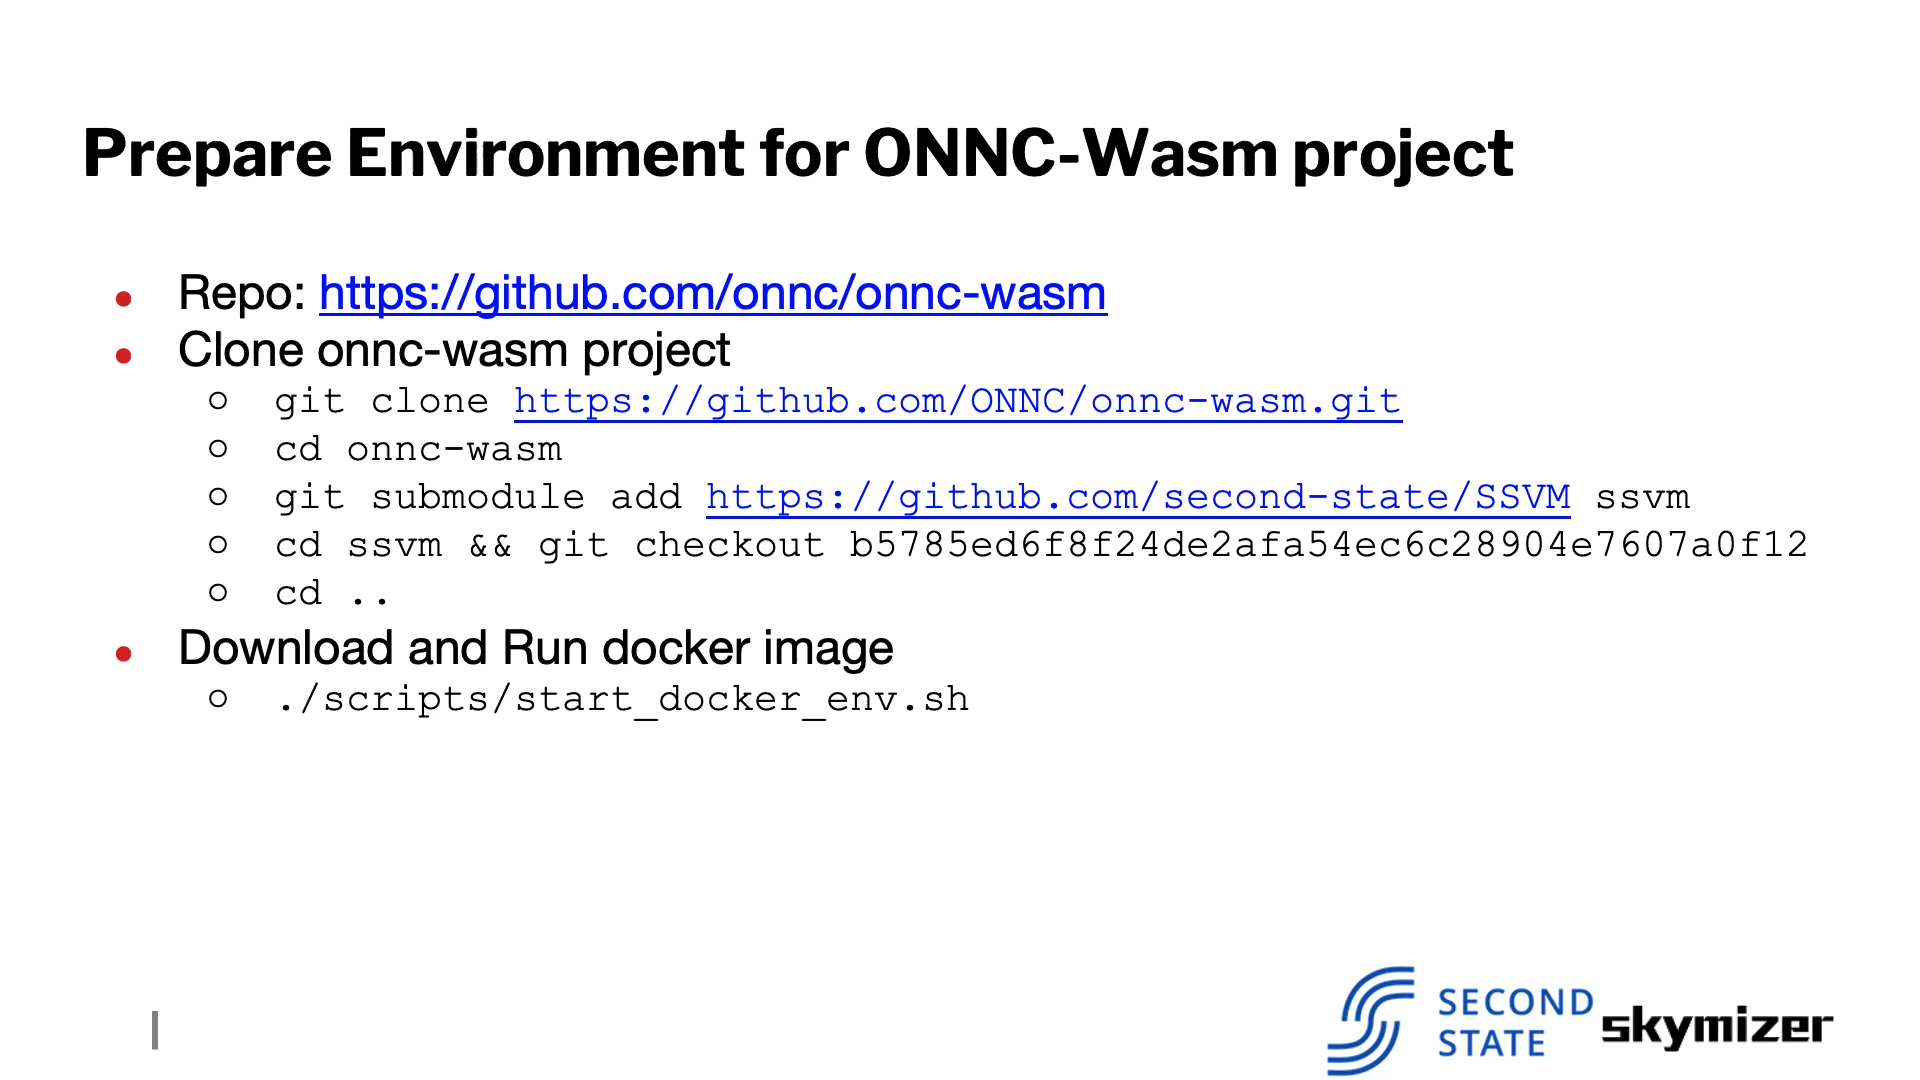 Prepare Environment for ONNC-Wasm project
● Repo: https://github.com/onnc/onnc-wasm
● Clone onnc-wasm project
○ git clone https://github.com/ONNC/onnc-wasm.git
○ cd onnc-wasm
○ git submodule add https://github.com/second-state/SSVM ssvm
○ cd ssvm && git checkout b5785ed6f8f24de2afa54ec6c28904e7607a0f12
○ cd ..
● Download and Run docker image
○ ./scripts/start_docker_env.sh
SECOND
STATE
skymizer